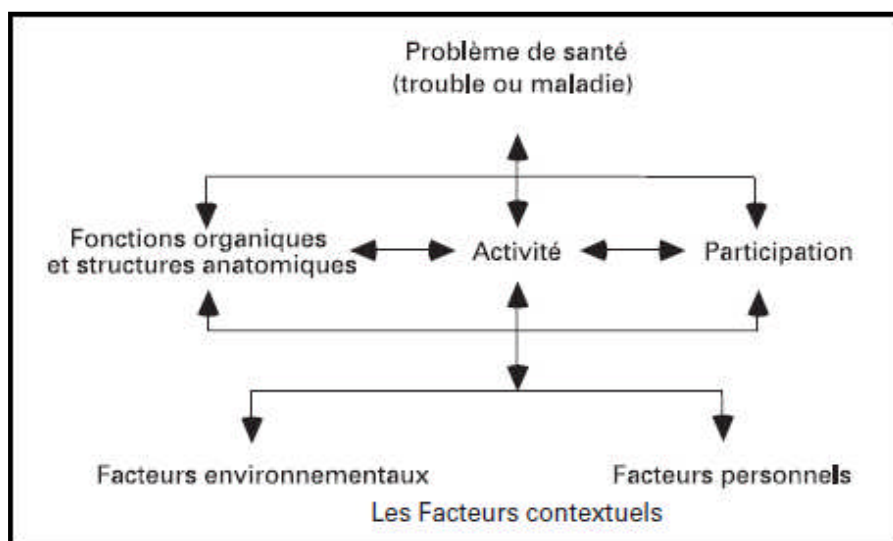 Problème de santé
(trouble ou maladie)
Fonctions organiques
et structures anatomiques
Activité
Participation
Facteurs environnementaux
Facteurs personnels
Les Facteurs contextuels